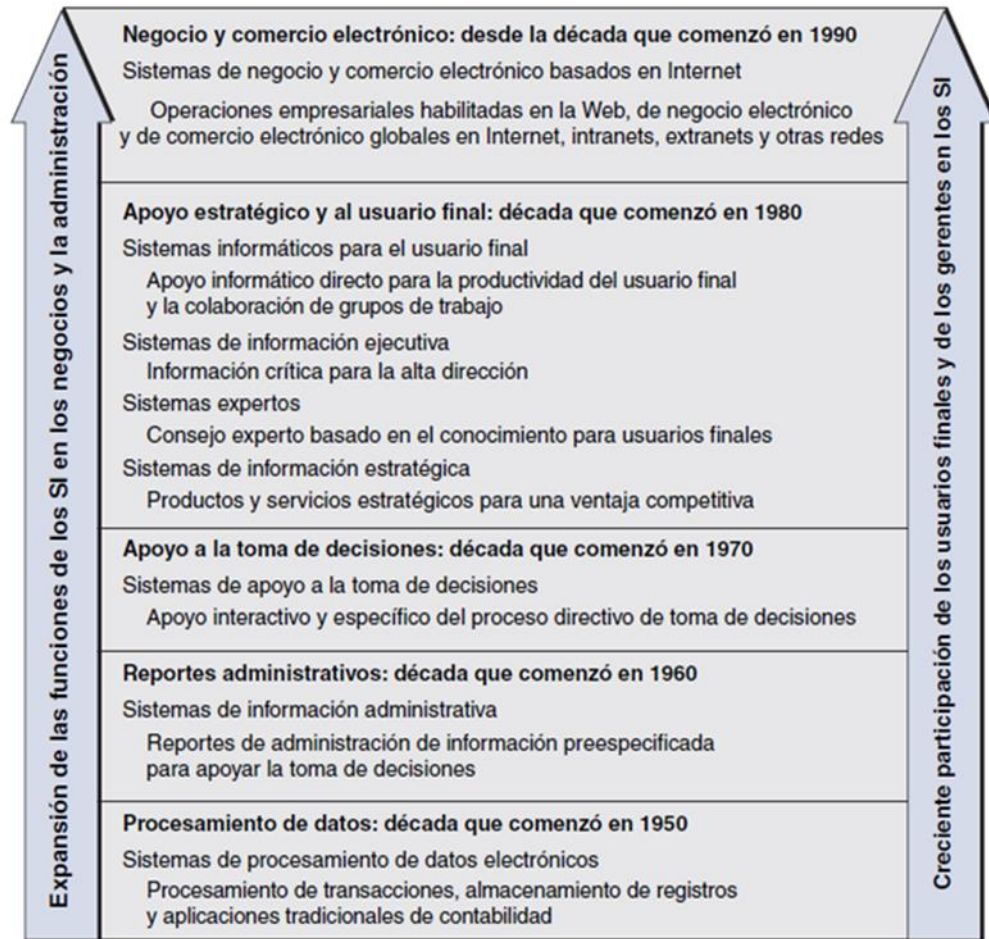 Expansión de las funciones de los SI en los negocios y la administración
Negocio y comercio electrónico: desde la década que comenzó en 1990
Sistemas de negocio y comercio electrónico basados en Internet
Operaciones empresariales habilitadas en la Web, de negocio electrónico
y de comercio electrónico globales en Internet, intranets, extranets y otras redes
Apoyo estratégico y al usuario final: década que comenzó en 1980
Sistemas informáticos para el usuario final
Apoyo informático directo para la productividad del usuario final
y la colaboración de grupos de trabajo
Sistemas de información ejecutiva
Información crítica para la alta dirección
Sistemas expertos
Consejo experto basado en el conocimiento para usuarios finales
Sistemas de información estratégica
Productos y servicios estratégicos para una ventaja competitiva
Apoyo a la toma de decisiones: década que comenzó en 1970
Sistemas de apoyo a la toma de decisiones
Apoyo interactivo y específico del proceso directivo de toma de decisiones
Reportes administrativos: década que comenzó en 1960
Sistemas de información administrativa
Reportes de administración de información preespecificada
para apoyar la toma de decisiones
Procesamiento de datos: década que comenzó en 1950
Sistemas de procesamiento de datos electrónicos
Procesamiento de transacciones, almacenamiento de registros
y aplicaciones tradicionales de contabilidad
Creciente participación de los usuarios finales y de los gerentes en los SI